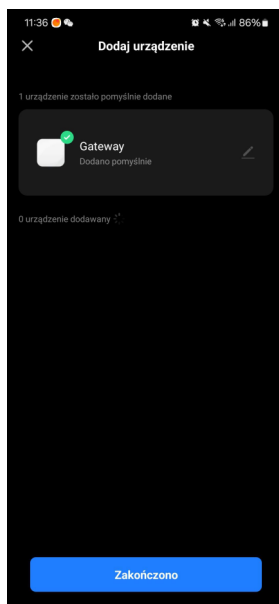 11:36 86%
Dodaj urządzenie
1 urządzenie zostało pomyślnie dodane
Gateway
Dodano pomyślnie
0 urządzenie dodawany
Zakończono